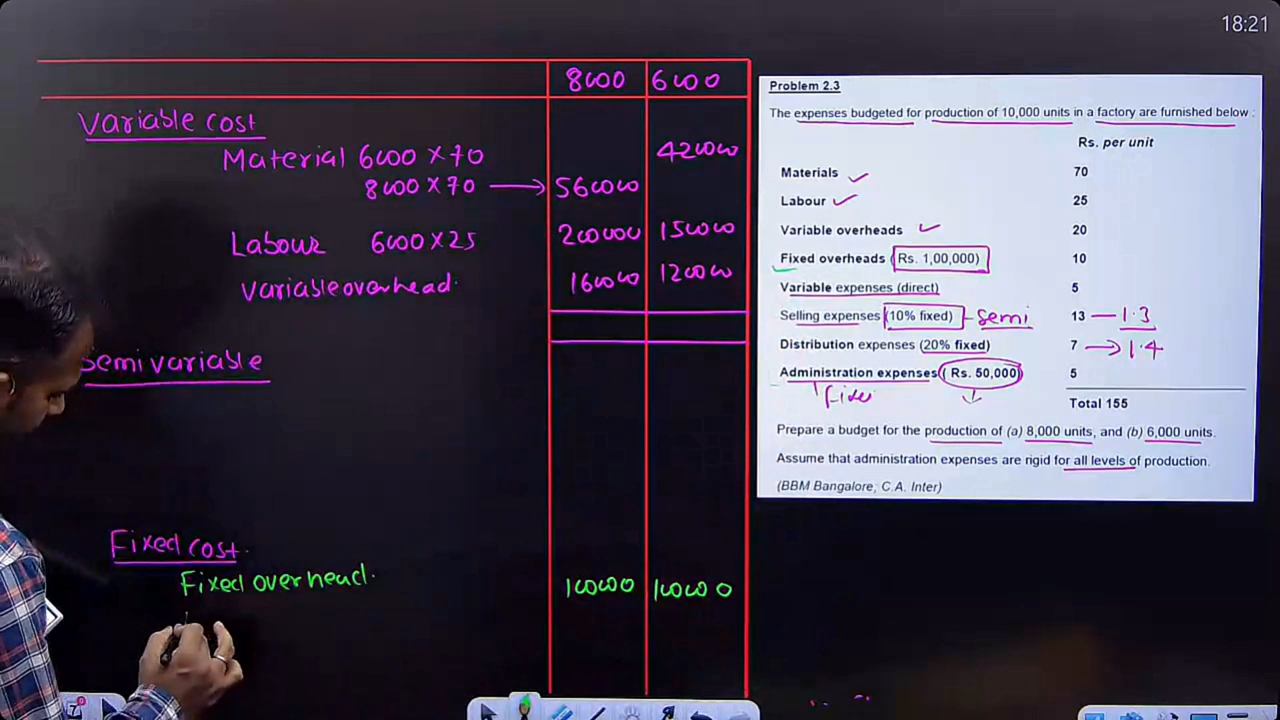 18:21
8000 6000
Variable cost
Material 6000 × 70 42000
8000 × 70 → 560000
Labour 6000 × 25 200000 150000
Variable overhead. 160000 120000
Semivariable
Fixed cost.
Fixed overhead. 100000 100000
Problem 2.3
The expenses budgeted for production of 10,000 units in a factory are furnished below :
Rs. per unit
Materials 70
Labour 25
Variable overheads 20
Fixed overheads (Rs. 1,00,000) 10
Variable expenses (direct) 5
Selling expenses (10% fixed) - Semi 13 — 1.3
Distribution expenses (20% fixed) 7 → 1.4
Administration expenses ( Rs. 50,000) 5
Fixe
Total 155
Prepare a budget for the production of (a) 8,000 units, and (b) 6,000 units.
Assume that administration expenses are rigid for all levels of production.
(BBM Bangalore; C.A. Inter)